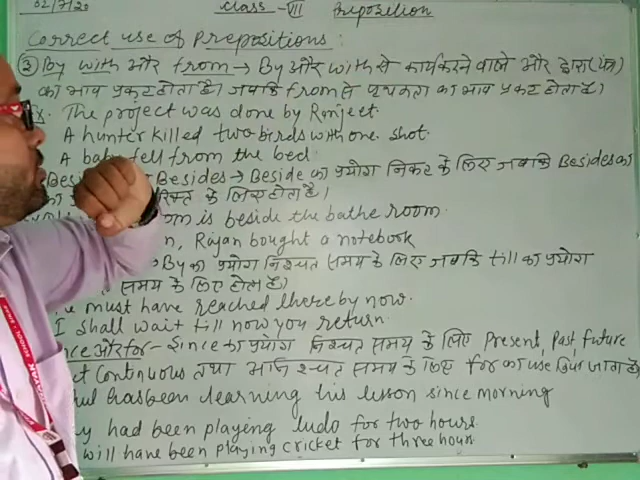 02/7/20 Class - VII Preposition
Correct use of Prepositions :
③ By with और from → By और with से कार्य करने वाले और द्वारा (यंत्र)
का भाव प्रकट होता है। जबकि from से पृथकता का भाव प्रकट होता है।
The project was done by Ranjeet.
A hunter killed two birds with one shot.
A baby fell from the bed.
Besides → Beside का प्रयोग निकट के लिए जबकि Besides का
के लिए होता है।
is beside the bathe room.
Rajan bought a notebook
By का प्रयोग निश्चित समय के लिए जबकि till का प्रयोग
समय के लिए होता है।
must have reached there by now.
I shall wait till now you return.
और for - Since का प्रयोग निश्चित समय के लिए Present, Past, future
Continuous तथा अनिश्चत समय के लिए for का use किया जाता है
has been learning his lesson since morning
had been playing ludo for two hours.
will have been playing cricket for three hours.